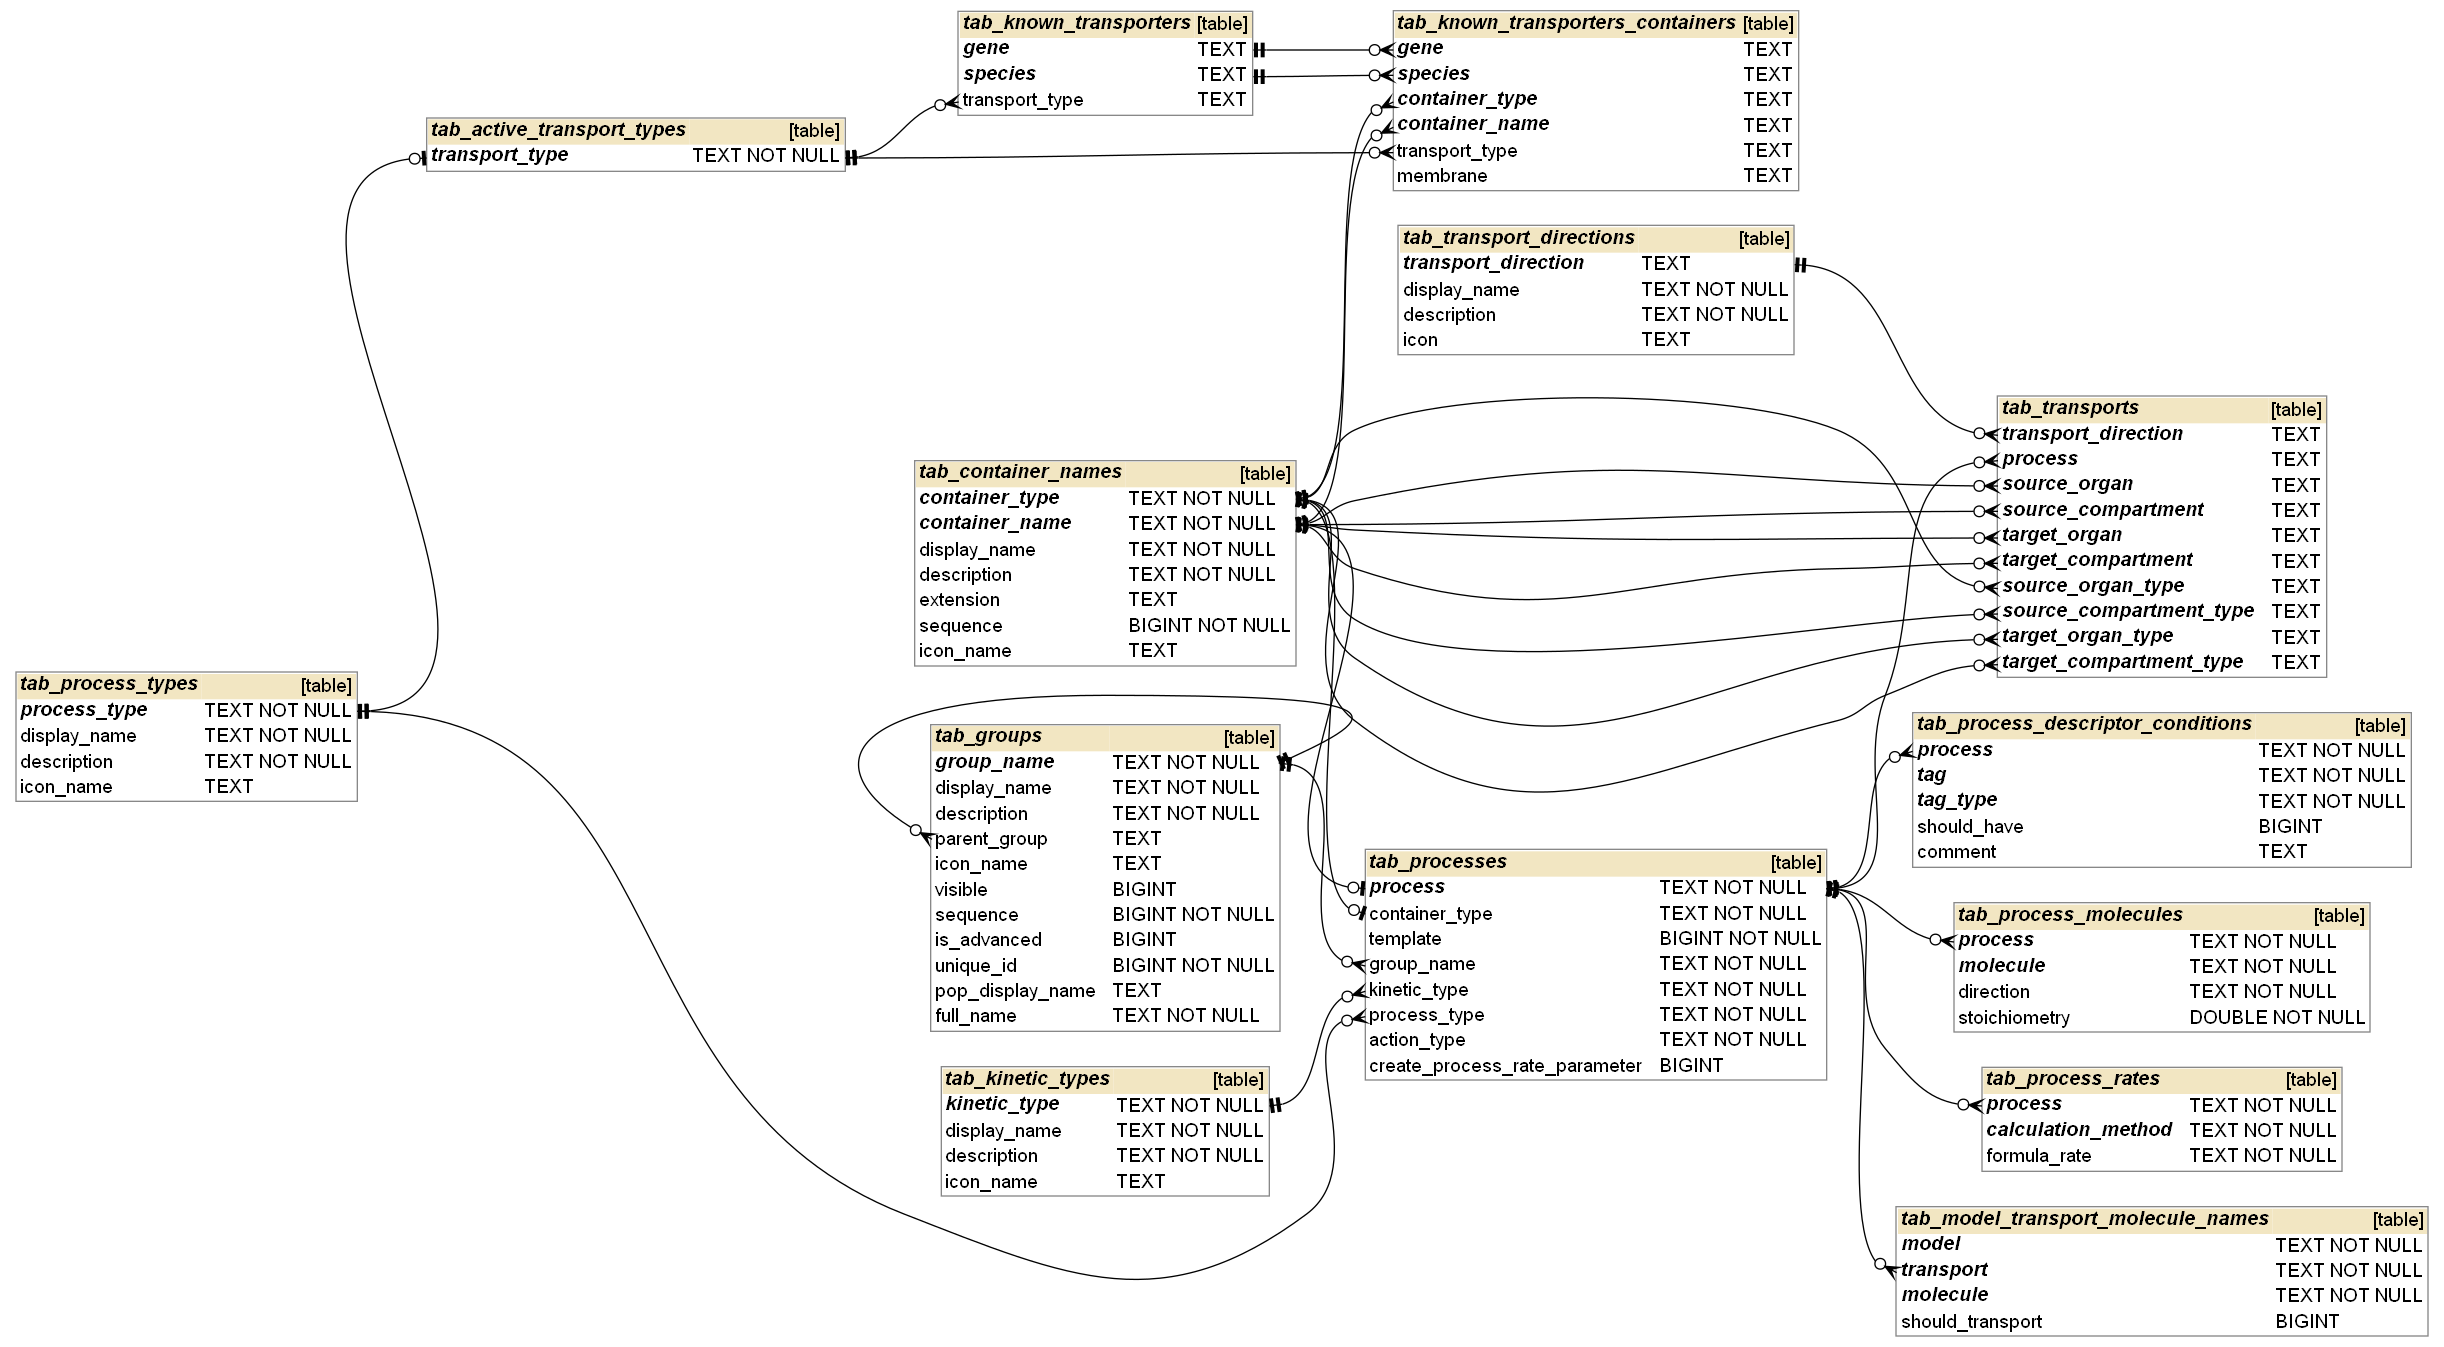 tab_known_transporters [table]
gene TEXT
species TEXT
transport_type TEXT
tab_known_transporters_containers [table]
gene TEXT
species TEXT
container_type TEXT
container_name TEXT
transport_type TEXT
membrane TEXT
tab_active_transport_types [table]
transport_type TEXT NOT NULL
tab_transport_directions [table]
transport_direction TEXT
display_name TEXT NOT NULL
description TEXT NOT NULL
icon TEXT
tab_transports [table]
transport_direction TEXT
process TEXT
source_organ TEXT
source_compartment TEXT
target_organ TEXT
target_compartment TEXT
source_organ_type TEXT
source_compartment_type TEXT
target_organ_type TEXT
target_compartment_type TEXT
tab_container_names [table]
container_type TEXT NOT NULL
container_name TEXT NOT NULL
display_name TEXT NOT NULL
description TEXT NOT NULL
extension TEXT
sequence BIGINT NOT NULL
icon_name TEXT
tab_process_types [table]
process_type TEXT NOT NULL
display_name TEXT NOT NULL
description TEXT NOT NULL
icon_name TEXT
tab_groups [table]
group_name TEXT NOT NULL
display_name TEXT NOT NULL
description TEXT NOT NULL
parent_group TEXT
icon_name TEXT
visible BIGINT
sequence BIGINT NOT NULL
is_advanced BIGINT
unique_id BIGINT NOT NULL
pop_display_name TEXT
full_name TEXT NOT NULL
tab_process_descriptor_conditions [table]
process TEXT NOT NULL
tag TEXT NOT NULL
tag_type TEXT NOT NULL
should_have BIGINT
comment TEXT
tab_processes [table]
process TEXT NOT NULL
container_type TEXT NOT NULL
template BIGINT NOT NULL
group_name TEXT NOT NULL
kinetic_type TEXT NOT NULL
process_type TEXT NOT NULL
action_type TEXT NOT NULL
create_process_rate_parameter BIGINT
tab_process_molecules [table]
process TEXT NOT NULL
molecule TEXT NOT NULL
direction TEXT NOT NULL
stoichiometry DOUBLE NOT NULL
tab_kinetic_types [table]
kinetic_type TEXT NOT NULL
display_name TEXT NOT NULL
description TEXT NOT NULL
icon_name TEXT
tab_process_rates [table]
process TEXT NOT NULL
calculation_method TEXT NOT NULL
formula_rate TEXT NOT NULL
tab_model_transport_molecule_names [table]
model TEXT NOT NULL
transport TEXT NOT NULL
molecule TEXT NOT NULL
should_transport BIGINT